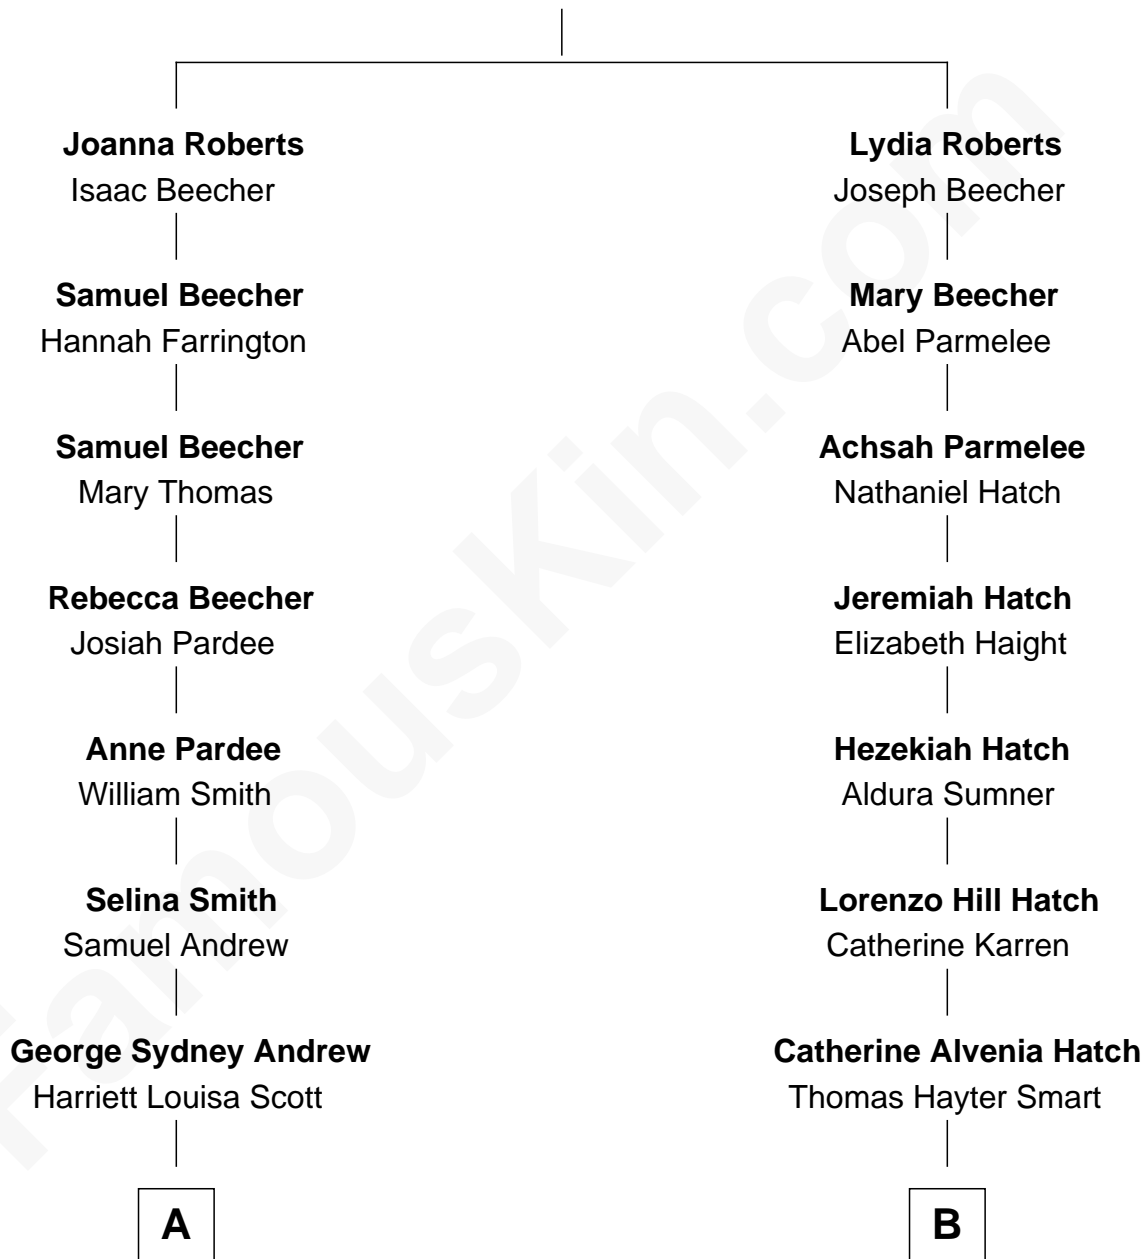 Joanna Roberts
Isaac Beecher
Lydia Roberts
Joseph Beecher
Samuel Beecher
Hannah Farrington
Mary Beecher
Abel Parmelee
Samuel Beecher
Mary Thomas
Achsah Parmelee
Nathaniel Hatch
Rebecca Beecher
Josiah Pardee
Jeremiah Hatch
Elizabeth Haight
Anne Pardee
William Smith
Hezekiah Hatch
Aldura Sumner
Selina Smith
Samuel Andrew
Lorenzo Hill Hatch
Catherine Karren
George Sydney Andrew
Harriett Louisa Scott
Catherine Alvenia Hatch
Thomas Hayter Smart
A
B
FamousKin.com